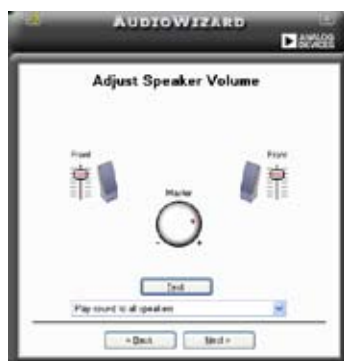 AUDIOWIZARD
ANALOG
DEVICES
Adjust Speaker Volume
Front
Front
Master
- +
Test
Play sound to all speakers
< Back
Next >